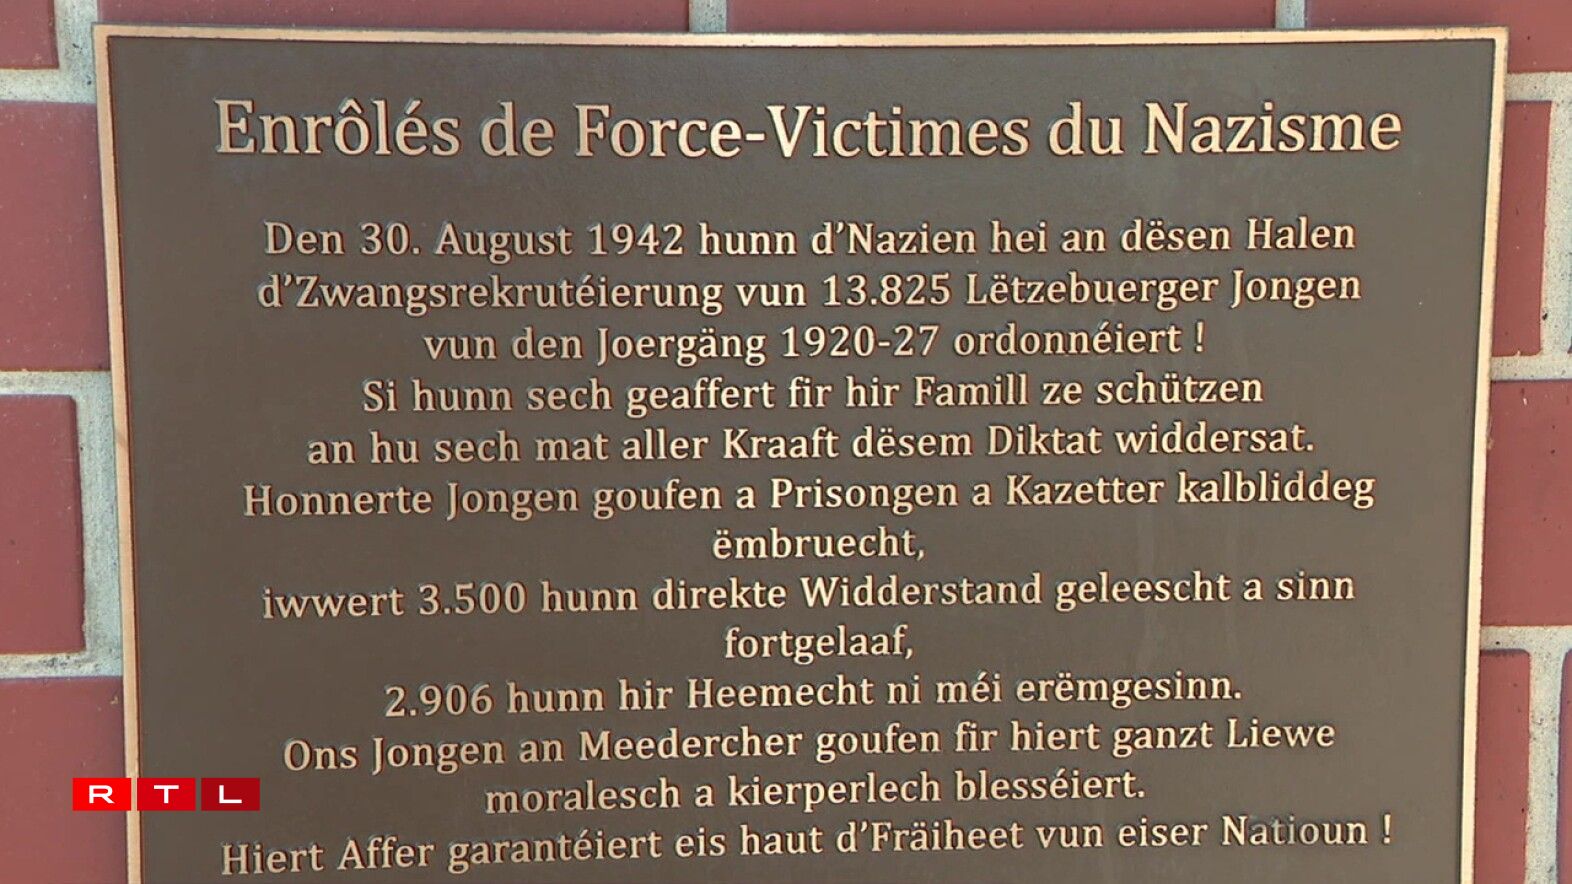 Enrôlés de Force-Victimes du Nazisme
Den 30. August 1942 hunn d'Nazien hei an dësen Halen
d'Zwangsrekrutéierung vun 13.825 Lëtzebuerger Jongen
vun den Joergäng 1920-27 ordonnéiert !
Si hunn sech geaffert fir hir Famill ze schützen
an hu sech mat aller Kraaft dësem Diktat widdersat.
Honnerte Jongen goufen a Prisongen a Kazetter kalbliddeg
ëmbruecht,
iwwert 3.500 hunn direkte Widderstand geleescht a sinn
fortgelaaf,
2.906 hunn hir Heemecht ni méi erëmgesinn.
Ons Jongen an Meedercher goufen fir hiert ganzt Liewe
moralesch a kierperlech blesséiert.
Hiert Affer garantéiert eis haut d'Fräiheet vun eiser Natioun !
RTL